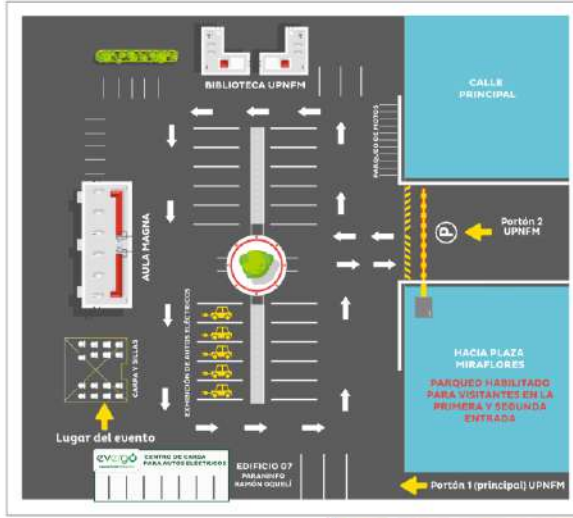 BIBLIOTECA UPNFM
CALLE
PRINCIPAL
PARQUEO DE MOTOS
P
Portón 2
UPNFM
AULA MAGNA
EXHIBICIÓN DE AUTOS ELÉCTRICOS
CARPA Y SILLAS
Lugar del evento
HACIA PLAZA
MIRAFLORES
PARQUEO HABILITADO
PARA VISITANTES EN LA
PRIMERA Y SEGUNDA
ENTRADA
evergo
CENTRO DE CARGA
PARA AUTOS ELÉCTRICOS
EDIFICIO 07
PARANINFO
RAMÓN OQUELÍ
Portón 1 (principal) UPNFM